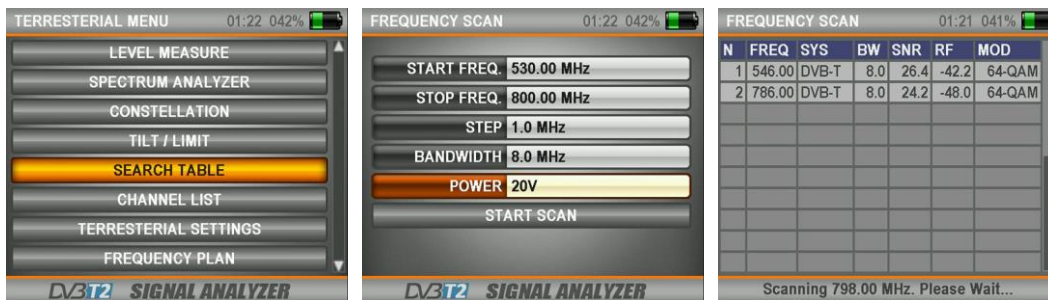 TERRESTERIAL MENU 01:22 042%
LEVEL MEASURE
SPECTRUM ANALYZER
CONSTELLATION
TILT / LIMIT
SEARCH TABLE
CHANNEL LIST
TERRESTERIAL SETTINGS
FREQUENCY PLAN
DVB T2 SIGNAL ANALYZER
FREQUENCY SCAN 01:22 042%
START FREQ. 530.00 MHz
STOP FREQ. 800.00 MHz
STEP 1.0 MHz
BANDWIDTH 8.0 MHz
POWER 20V
START SCAN
DVB T2 SIGNAL ANALYZER
FREQUENCY SCAN 01:21 041%
N FREQ SYS BW SNR RF MOD
1 546.00 DVB-T 8.0 26.4 -42.2 64-QAM
2 786.00 DVB-T 8.0 24.2 -48.0 64-QAM
Scanning 798.00 MHz. Please Wait...